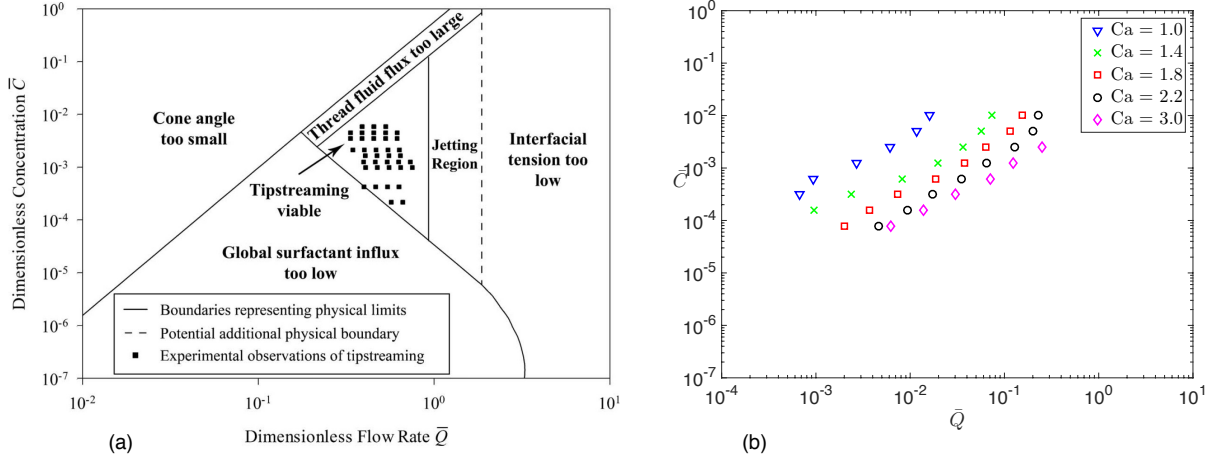 10^0
10^-1
10^-2
10^-3
10^-4
10^-5
10^-6
10^-7
Dimensionless Concentration C̅
Thread fluid flux too large
Cone angle
too small
Jetting
Region
Interfacial
tension too
low
Tipstreaming
viable
Global surfactant influx
too low
Boundaries representing physical limits
Potential additional physical boundary
Experimental observations of tipstreaming
10^-2
10^-1
10^0
10^1
(a)
Dimensionless Flow Rate Q̅
10^0
10^-1
10^-2
10^-3
10^-4
10^-5
10^-6
10^-7
C̄
Ca = 1.0
Ca = 1.4
Ca = 1.8
Ca = 2.2
Ca = 3.0
10^-4
10^-3
10^-2
10^-1
10^0
10^1
(b)
Q̄